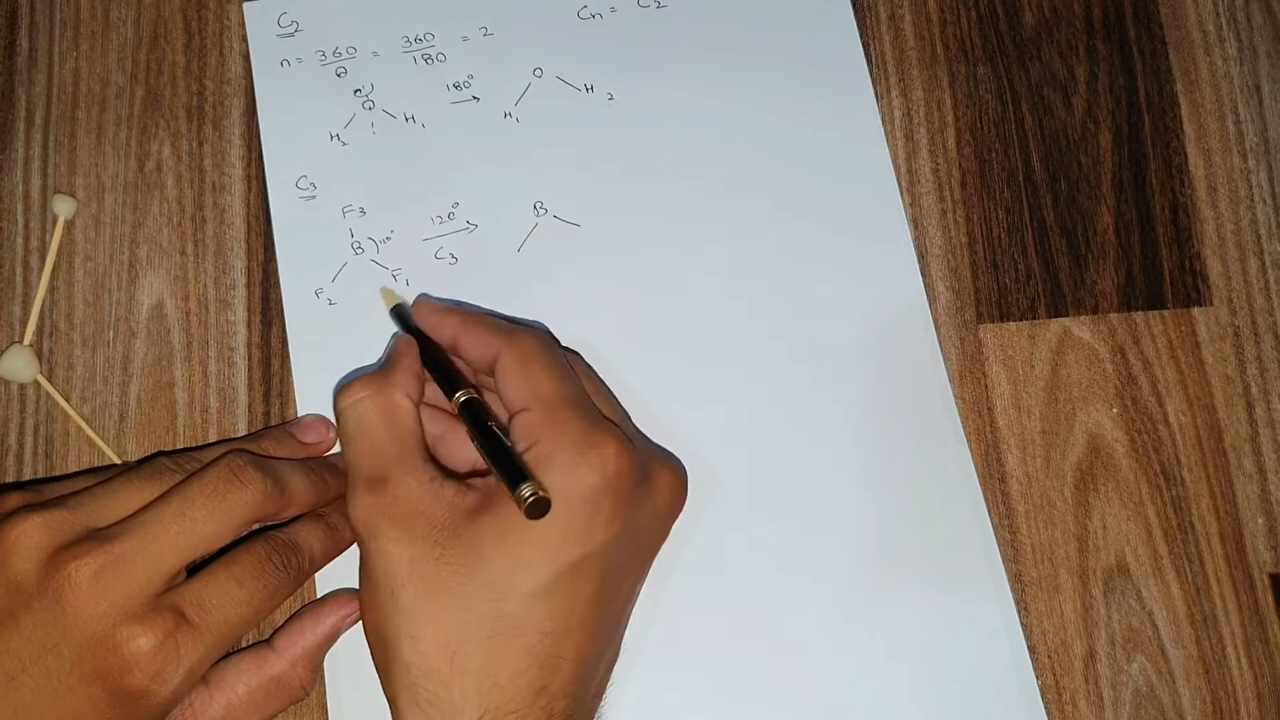 C2
Cn = C2
n = 360/θ = 360/180 = 2
O 180° → O
H2 H1 H1 H2
C3
F3
B 120° 120° → C3 B
F2 F1